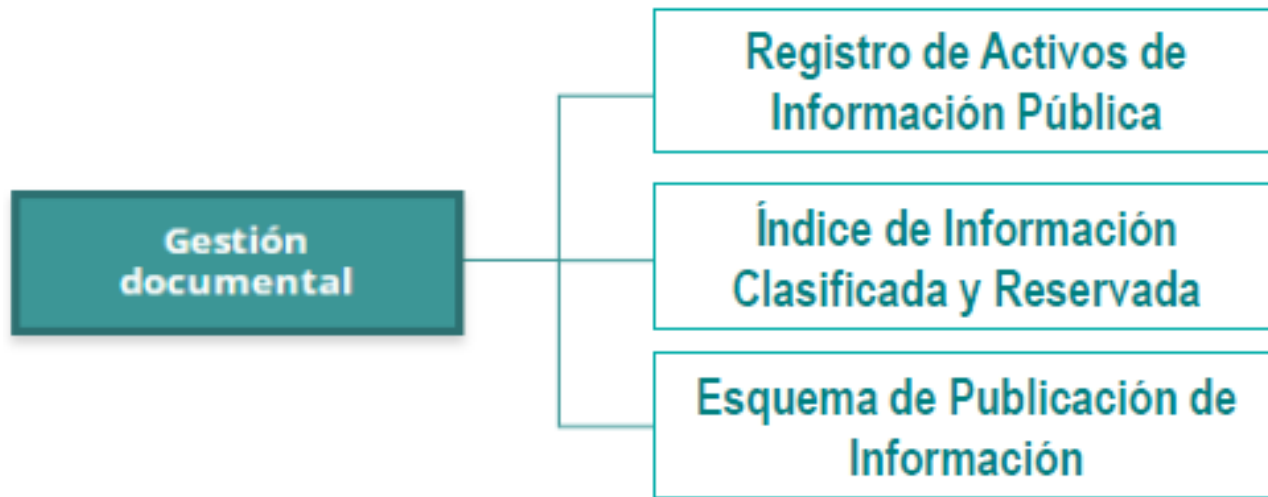 Gestión
documental
Registro de Activos de
Información Pública
Índice de Información
Clasificada y Reservada
Esquema de Publicación de
Información